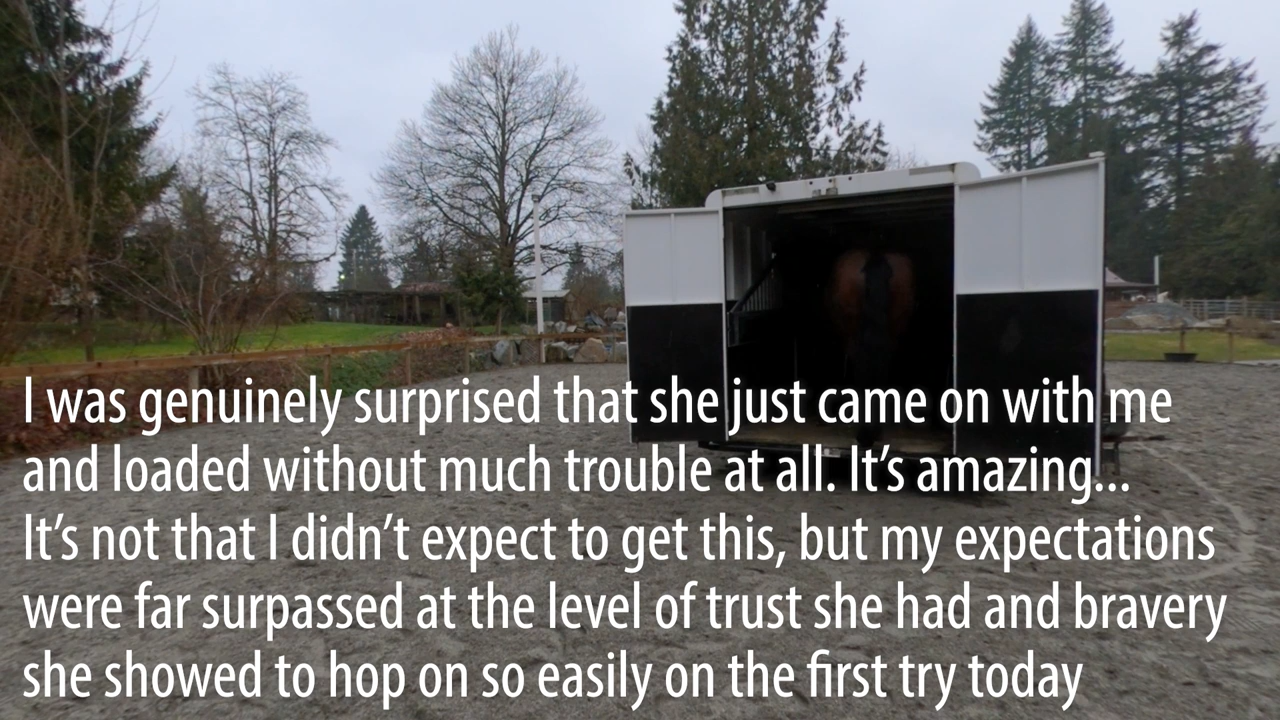 I was genuinely surprised that she just came on with me
and loaded without much trouble at all. It’s amazing...
It’s not that I didn’t expect to get this, but my expectations
were far surpassed at the level of trust she had and bravery
she showed to hop on so easily on the first try today